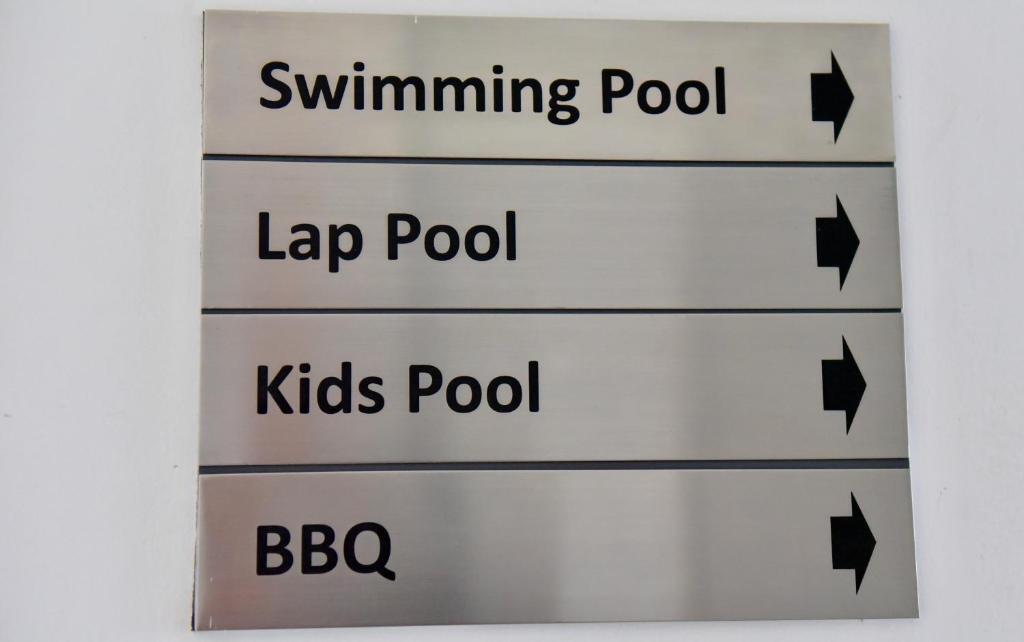 Swimming Pool
Lap Pool
Kids Pool
BBQ